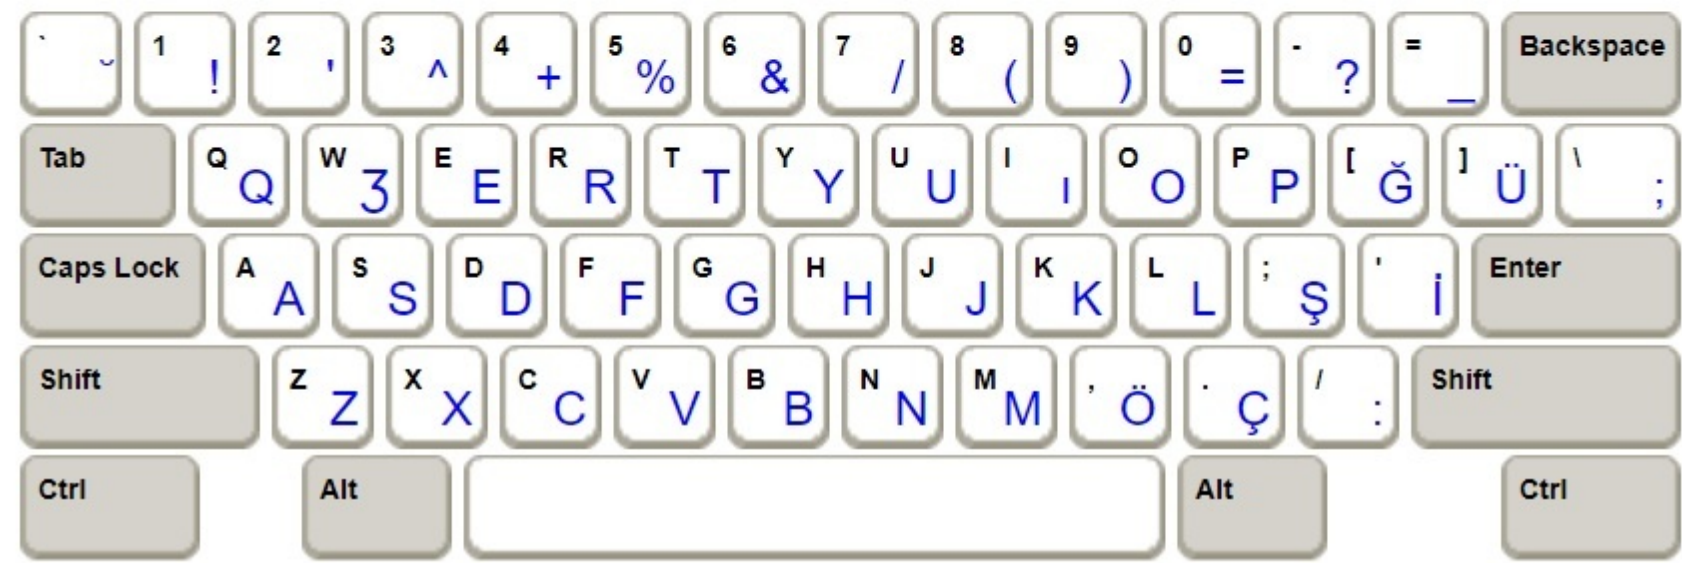 ` ˘ 1 ! 2 ' 3 ^ 4 + 5 % 6 & 7 / 8 ( 9 ) 0 = - ? = _ Backspace
Tab Q Q W Ʒ E E R R T T Y Y U U I ı O O P P [ Ğ ] Ü \ ;
Caps Lock A A S S D D F F G G H H J J K K L L ; Ş ' İ Enter
Shift Z Z X X C C V V B B N N M M , Ö . Ç / : Shift
Ctrl Alt Alt Ctrl